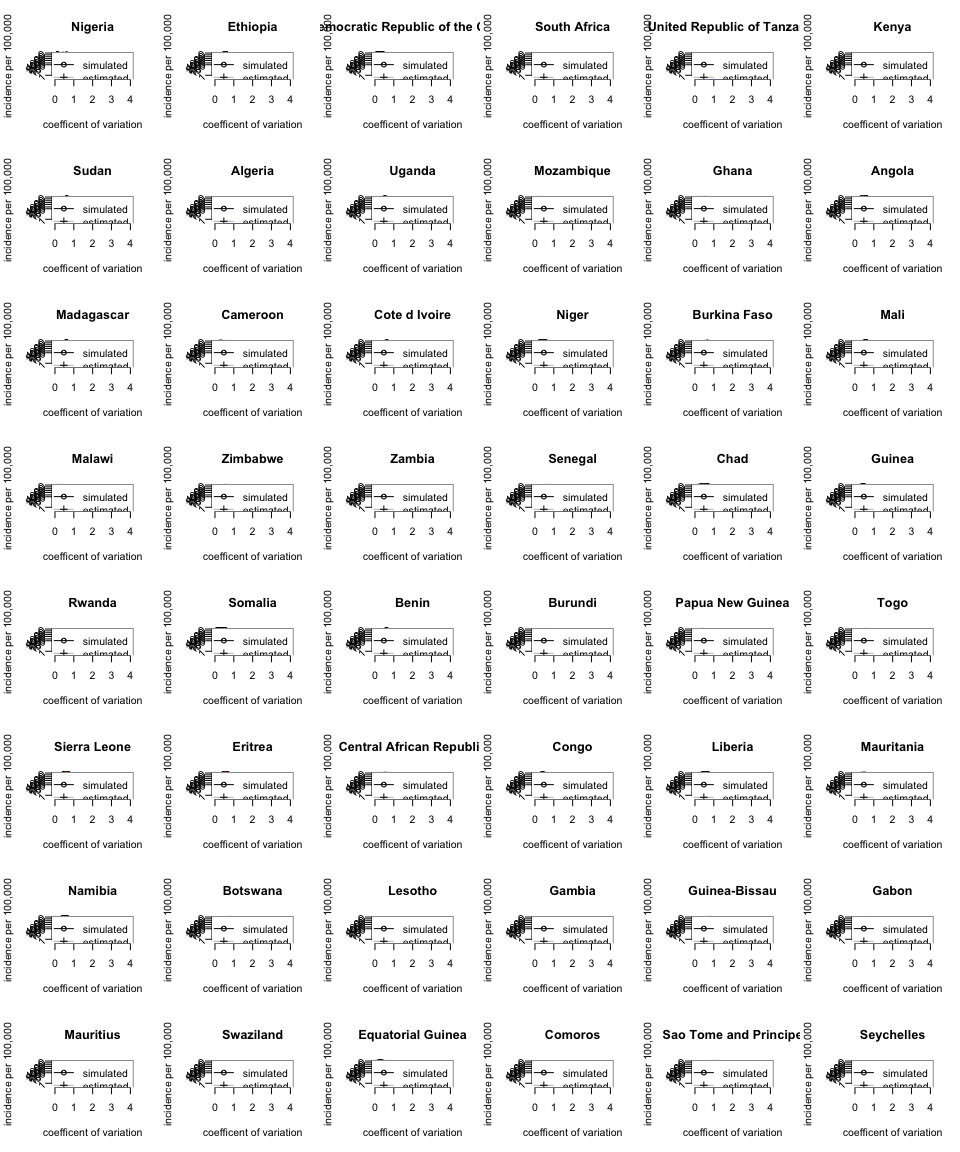 Nigeria Ethiopia mocratic Republic of the South Africa United Republic of Tanza Kenya
incidence per 100,000 incidence per 100,000 incidence per 100,000 incidence per 100,000 incidence per 100,000 incidence per 100,000
simulated simulated simulated simulated simulated simulated
estimated estimated estimated estimated estimated estimated
0 1 2 3 4 0 1 2 3 4 0 1 2 3 4 0 1 2 3 4 0 1 2 3 4 0 1 2 3 4
coefficent of variation coefficent of variation coefficent of variation coefficent of variation coefficent of variation coefficent of variation
Sudan Algeria Uganda Mozambique Ghana Angola
incidence per 100,000 incidence per 100,000 incidence per 100,000 incidence per 100,000 incidence per 100,000 incidence per 100,000
simulated simulated simulated simulated simulated simulated
estimated estimated estimated estimated estimated estimated
0 1 2 3 4 0 1 2 3 4 0 1 2 3 4 0 1 2 3 4 0 1 2 3 4 0 1 2 3 4
coefficent of variation coefficent of variation coefficent of variation coefficent of variation coefficent of variation coefficent of variation
Madagascar Cameroon Cote d Ivoire Niger Burkina Faso Mali
incidence per 100,000 incidence per 100,000 incidence per 100,000 incidence per 100,000 incidence per 100,000 incidence per 100,000
simulated simulated simulated simulated simulated simulated
estimated estimated estimated estimated estimated estimated
0 1 2 3 4 0 1 2 3 4 0 1 2 3 4 0 1 2 3 4 0 1 2 3 4 0 1 2 3 4
coefficent of variation coefficent of variation coefficent of variation coefficent of variation coefficent of variation coefficent of variation
Malawi Zimbabwe Zambia Senegal Chad Guinea
incidence per 100,000 incidence per 100,000 incidence per 100,000 incidence per 100,000 incidence per 100,000 incidence per 100,000
simulated simulated simulated simulated simulated simulated
estimated estimated estimated estimated estimated estimated
0 1 2 3 4 0 1 2 3 4 0 1 2 3 4 0 1 2 3 4 0 1 2 3 4 0 1 2 3 4
coefficent of variation coefficent of variation coefficent of variation coefficent of variation coefficent of variation coefficent of variation
Rwanda Somalia Benin Burundi Papua New Guinea Togo
incidence per 100,000 incidence per 100,000 incidence per 100,000 incidence per 100,000 incidence per 100,000 incidence per 100,000
simulated simulated simulated simulated simulated simulated
estimated estimated estimated estimated estimated estimated
0 1 2 3 4 0 1 2 3 4 0 1 2 3 4 0 1 2 3 4 0 1 2 3 4 0 1 2 3 4
coefficent of variation coefficent of variation coefficent of variation coefficent of variation coefficent of variation coefficent of variation
Sierra Leone Eritrea Central African Republi Congo Liberia Mauritania
incidence per 100,000 incidence per 100,000 incidence per 100,000 incidence per 100,000 incidence per 100,000 incidence per 100,000
simulated simulated simulated simulated simulated simulated
estimated estimated estimated estimated estimated estimated
0 1 2 3 4 0 1 2 3 4 0 1 2 3 4 0 1 2 3 4 0 1 2 3 4 0 1 2 3 4
coefficent of variation coefficent of variation coefficent of variation coefficent of variation coefficent of variation coefficent of variation
Namibia Botswana Lesotho Gambia Guinea-Bissau Gabon
incidence per 100,000 incidence per 100,000 incidence per 100,000 incidence per 100,000 incidence per 100,000 incidence per 100,000
simulated simulated simulated simulated simulated simulated
estimated estimated estimated estimated estimated estimated
0 1 2 3 4 0 1 2 3 4 0 1 2 3 4 0 1 2 3 4 0 1 2 3 4 0 1 2 3 4
coefficent of variation coefficent of variation coefficent of variation coefficent of variation coefficent of variation coefficent of variation
Mauritius Swaziland Equatorial Guinea Comoros Sao Tome and Principe Seychelles
incidence per 100,000 incidence per 100,000 incidence per 100,000 incidence per 100,000 incidence per 100,000 incidence per 100,000
simulated simulated simulated simulated simulated simulated
estimated estimated estimated estimated estimated estimated
0 1 2 3 4 0 1 2 3 4 0 1 2 3 4 0 1 2 3 4 0 1 2 3 4 0 1 2 3 4
coefficent of variation coefficent of variation coefficent of variation coefficent of variation coefficent of variation coefficent of variation